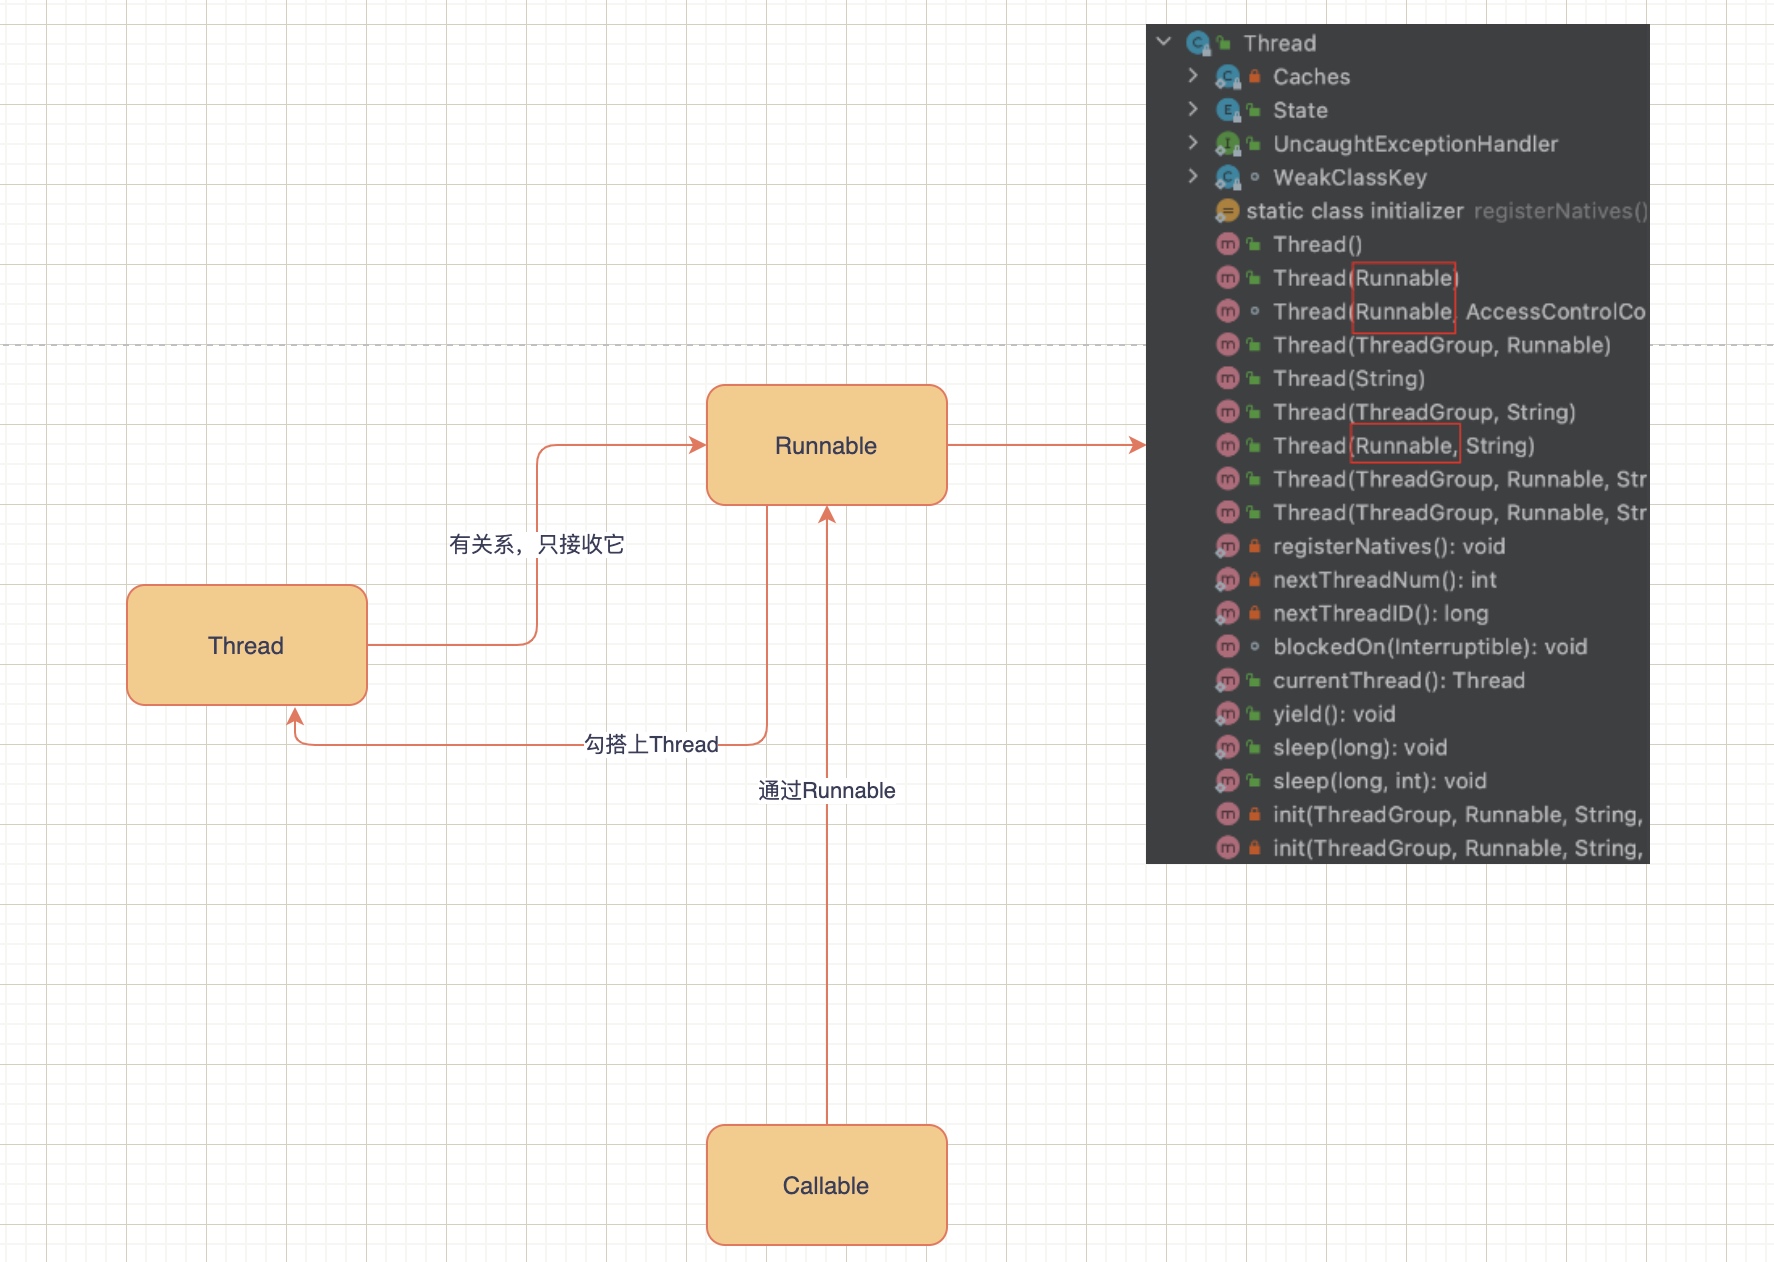 Thread
Caches
State
UncaughtExceptionHandler
WeakClassKey
static class initializer registerNatives()
Thread()
Thread(Runnable)
Thread(Runnable, AccessControlCo
Thread(ThreadGroup, Runnable)
Thread(String)
Thread(ThreadGroup, String)
Thread(Runnable, String)
Thread(ThreadGroup, Runnable, Str
Thread(ThreadGroup, Runnable, Str
registerNatives(): void
nextThreadNum(): int
nextThreadID(): long
blockedOn(Interruptible): void
currentThread(): Thread
yield(): void
sleep(long): void
sleep(long, int): void
init(ThreadGroup, Runnable, String,
init(ThreadGroup, Runnable, String,
Runnable
有关系，只接收它
Thread
勾搭上Thread
通过Runnable
Callable